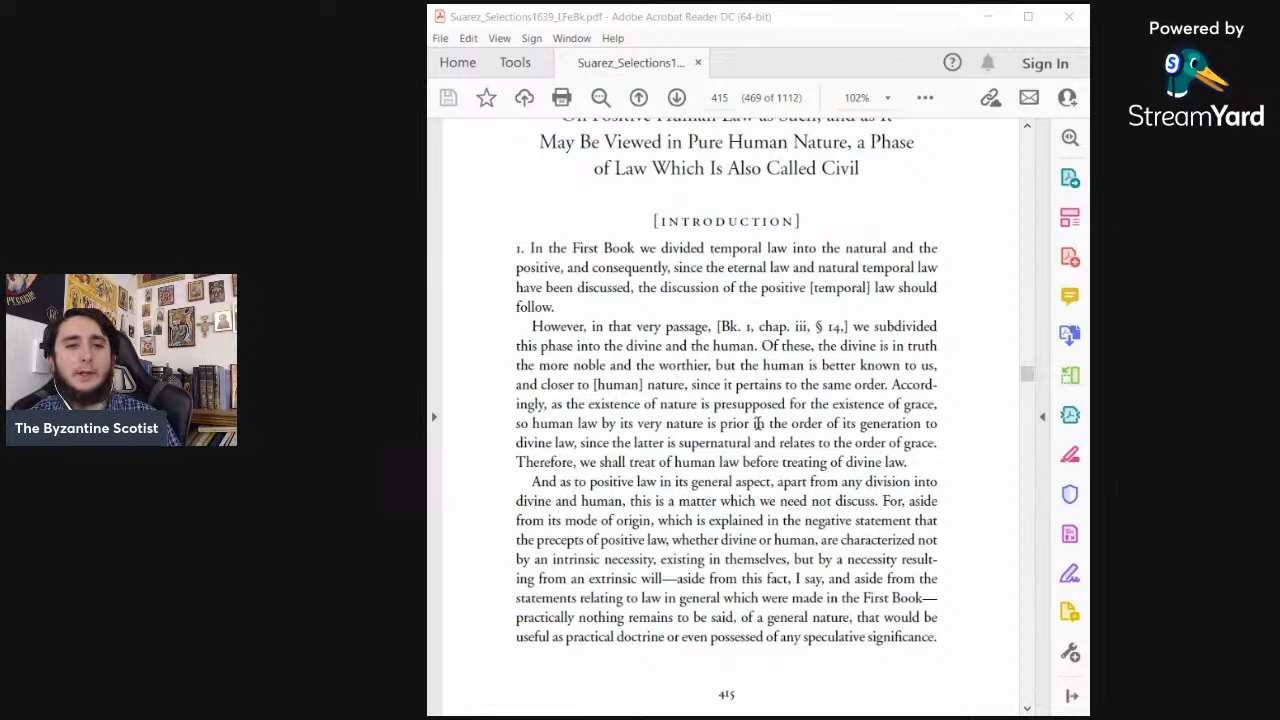 Suarez_Selections1639_LFeBk.pdf - Adobe Acrobat Reader DC (64-bit)
File Edit View Sign Window Help
Home Tools Suarez_Selections1... × Sign In
415 (469 of 1112) 102%
On Positive Human Law as Such, and as It
May Be Viewed in Pure Human Nature, a Phase
of Law Which Is Also Called Civil
[INTRODUCTION]
1. In the First Book we divided temporal law into the natural and the
positive, and consequently, since the eternal law and natural temporal law
have been discussed, the discussion of the positive [temporal] law should
follow.
However, in that very passage, [Bk. 1, chap. iii, § 14,] we subdivided
this phase into the divine and the human. Of these, the divine is in truth
the more noble and the worthier, but the human is better known to us,
and closer to [human] nature, since it pertains to the same order. Accord-
ingly, as the existence of nature is presupposed for the existence of grace,
so human law by its very nature is prior in the order of its generation to
divine law, since the latter is supernatural and relates to the order of grace.
Therefore, we shall treat of human law before treating of divine law.
And as to positive law in its general aspect, apart from any division into
divine and human, this is a matter which we need not discuss. For, aside
from its mode of origin, which is explained in the negative statement that
the precepts of positive law, whether divine or human, are characterized not
by an intrinsic necessity, existing in themselves, but by a necessity result-
ing from an extrinsic will—aside from this fact, I say, and aside from the
statements relating to law in general which were made in the First Book—
practically nothing remains to be said, of a general nature, that would be
useful as practical doctrine or even possessed of any speculative significance.
415
The Byzantine Scotist
Powered by
S
StreamYard